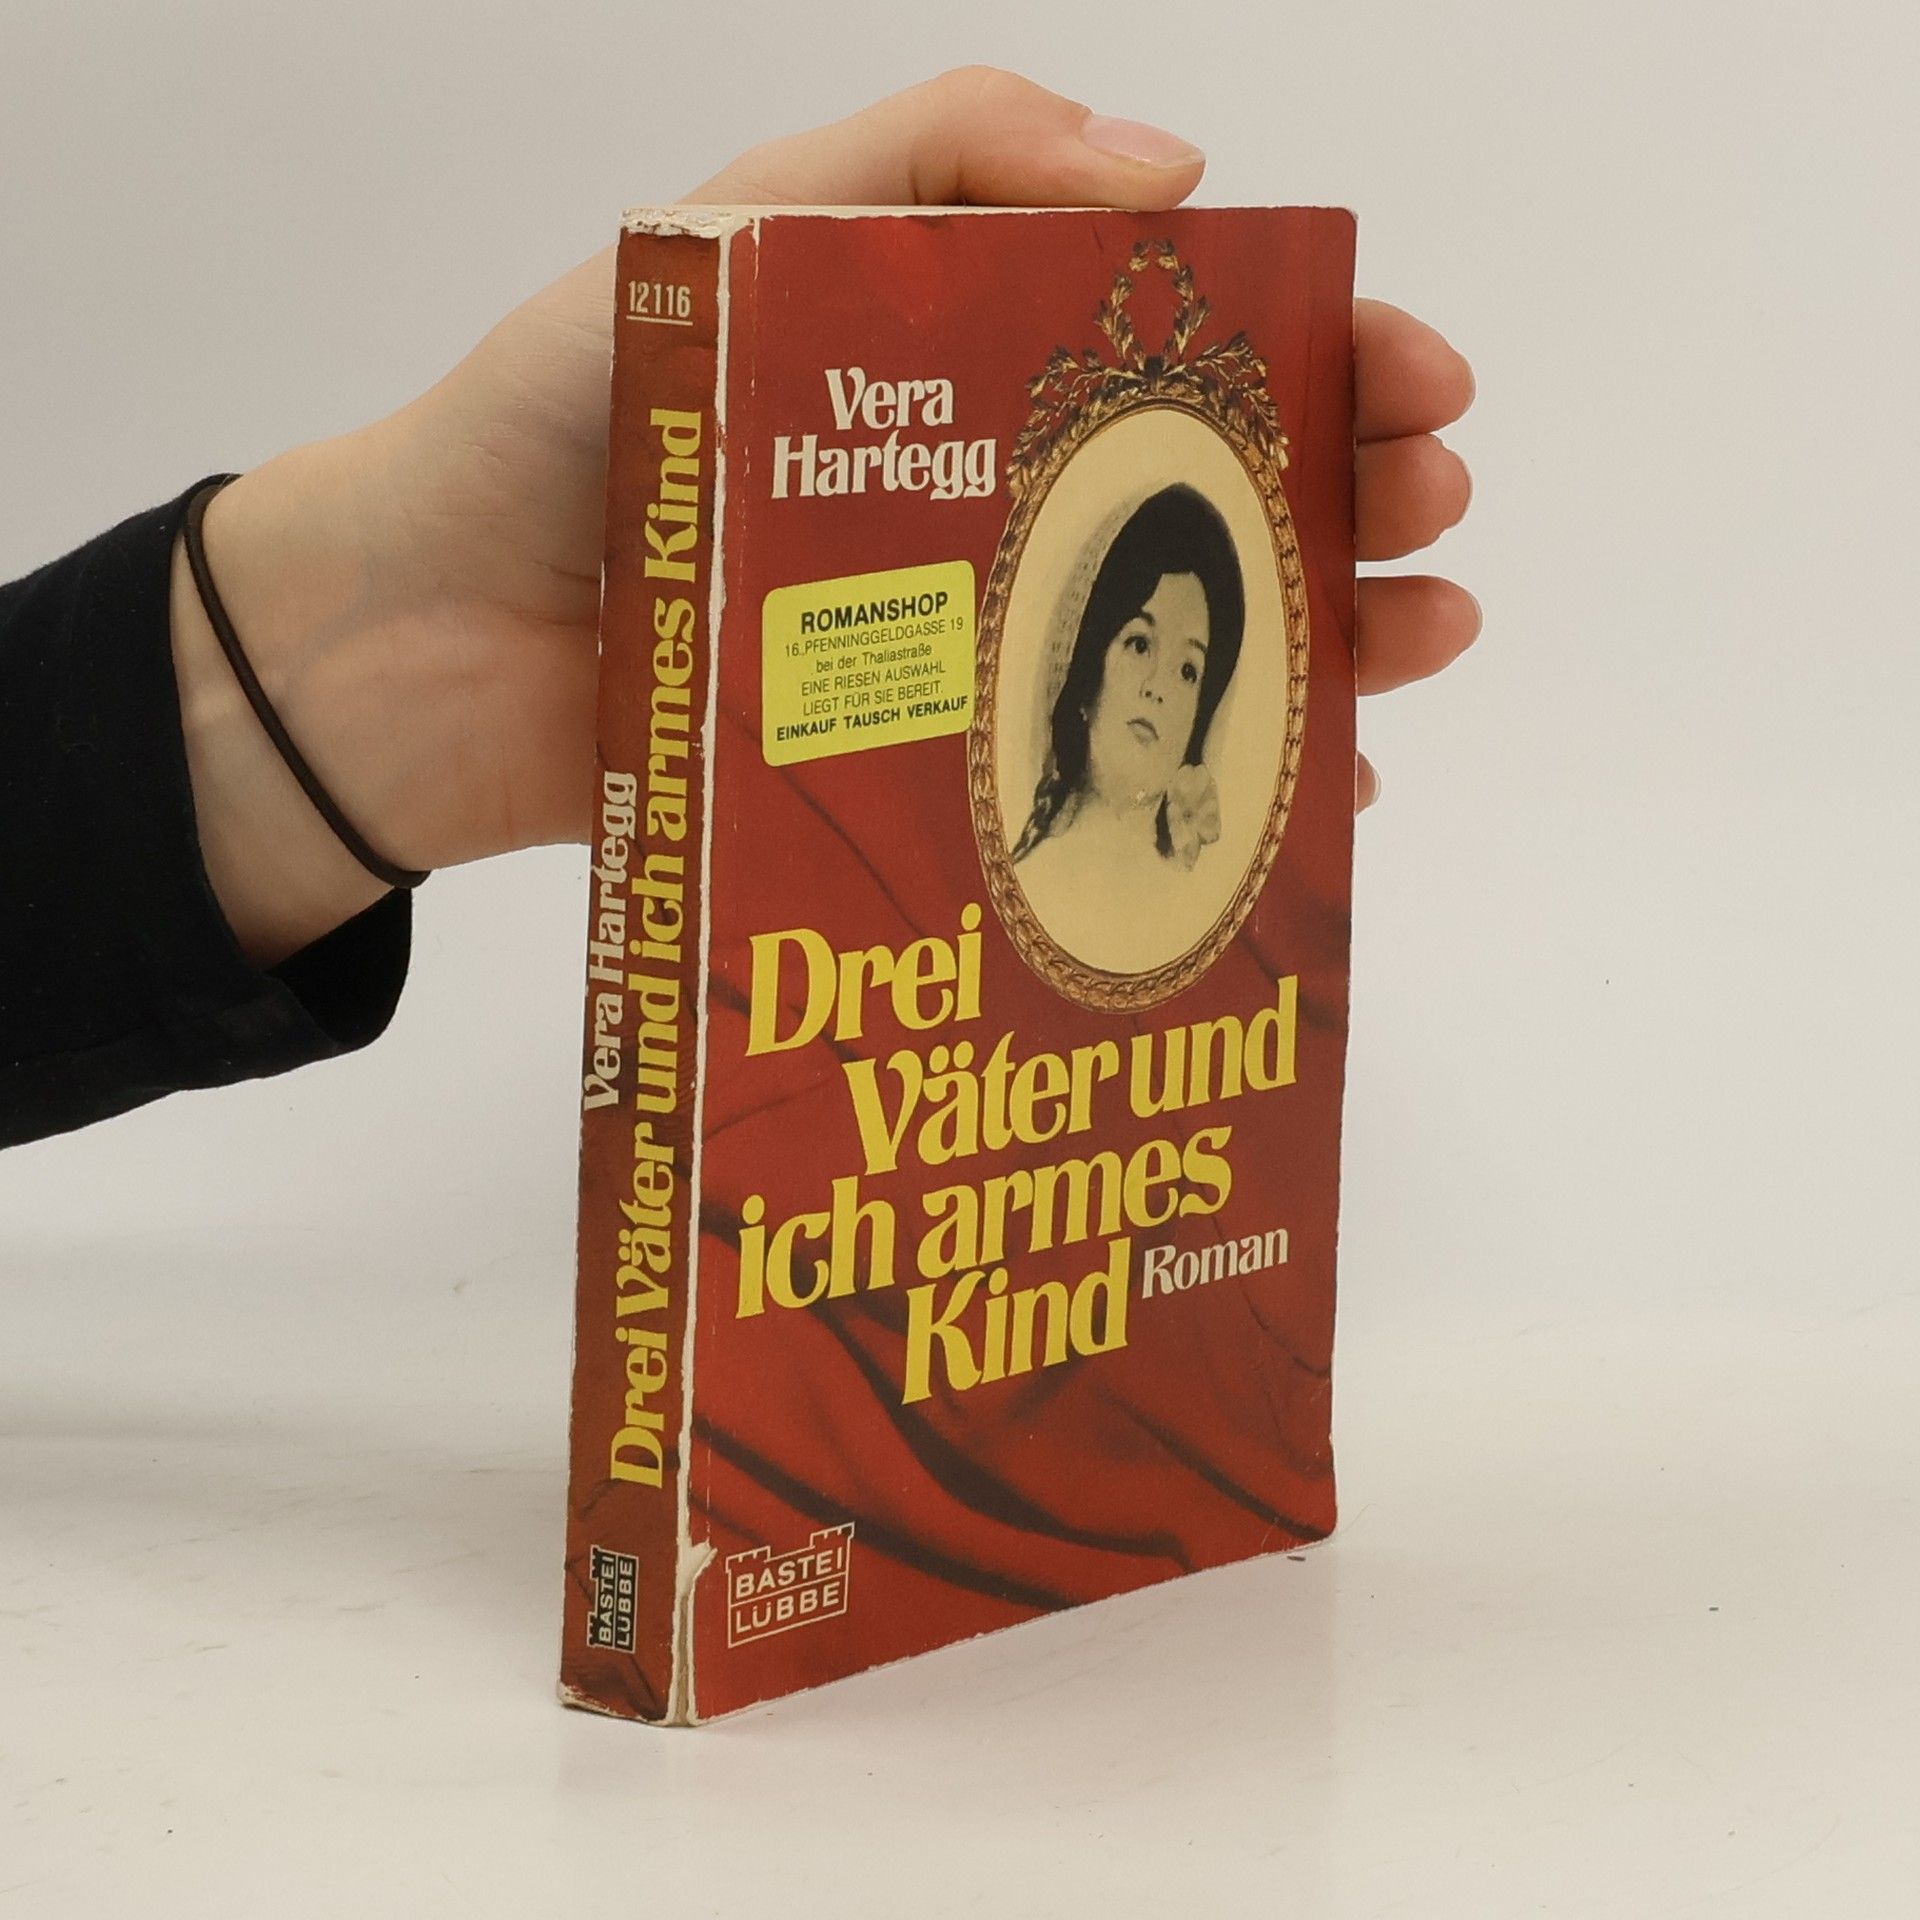 12116
Vera Hartegg
Drei Väter und ich armes Kind
BASTEI
LÜBBE
Vera
Hartegg
ROMANSHOP
16., PFENNINGGELDGASSE 19
bei der Thaliastraße
EINE RIESEN AUSWAHL
LIEGT FÜR SIE BEREIT.
EINKAUF TAUSCH VERKAUF
Drei
Väter und
ich armes
Kind Roman
BASTEI
LÜBBE